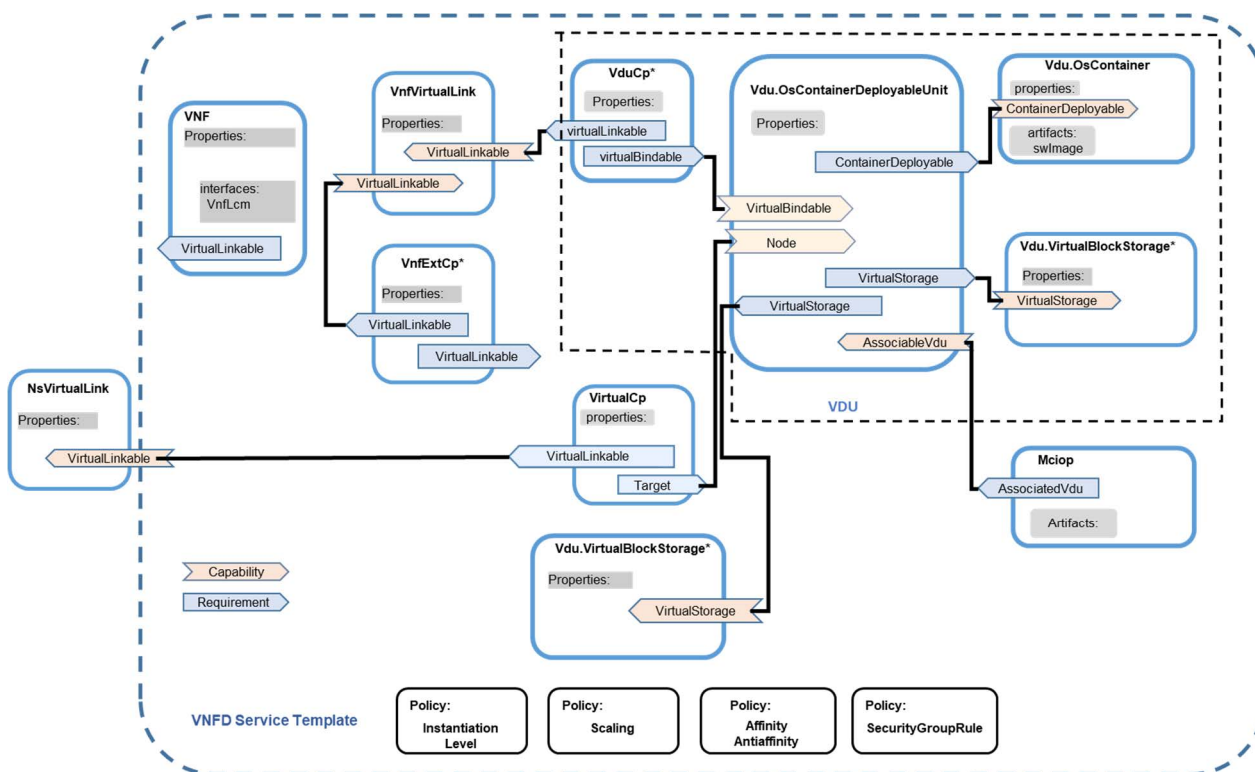 VNF
Properties:
interfaces:
VnfLcm
VirtualLinkable
VnfVirtualLink
Properties:
VirtualLinkable
VirtualLinkable
VnfExtCp*
Properties:
VirtualLinkable
VirtualLinkable
VduCp*
Properties:
virtualLinkable
virtualBindable
Vdu.OsContainerDeployableUnit
Properties:
ContainerDeployable
VirtualBindable
Node
VirtualStorage
VirtualStorage
AssociableVdu
Vdu.OsContainer
properties:
ContainerDeployable
artifacts:
swImage
Vdu.VirtualBlockStorage*
Properties:
VirtualStorage
VDU
NsVirtualLink
Properties:
VirtualLinkable
VirtualCp
properties:
VirtualLinkable
Target
Mciop
AssociatedVdu
Artifacts:
Vdu.VirtualBlockStorage*
Properties:
VirtualStorage
Capability
Requirement
VNFD Service Template
Policy:
Instantiation
Level
Policy:
Scaling
Policy:
Affinity
Antiaffinity
Policy:
SecurityGroupRule